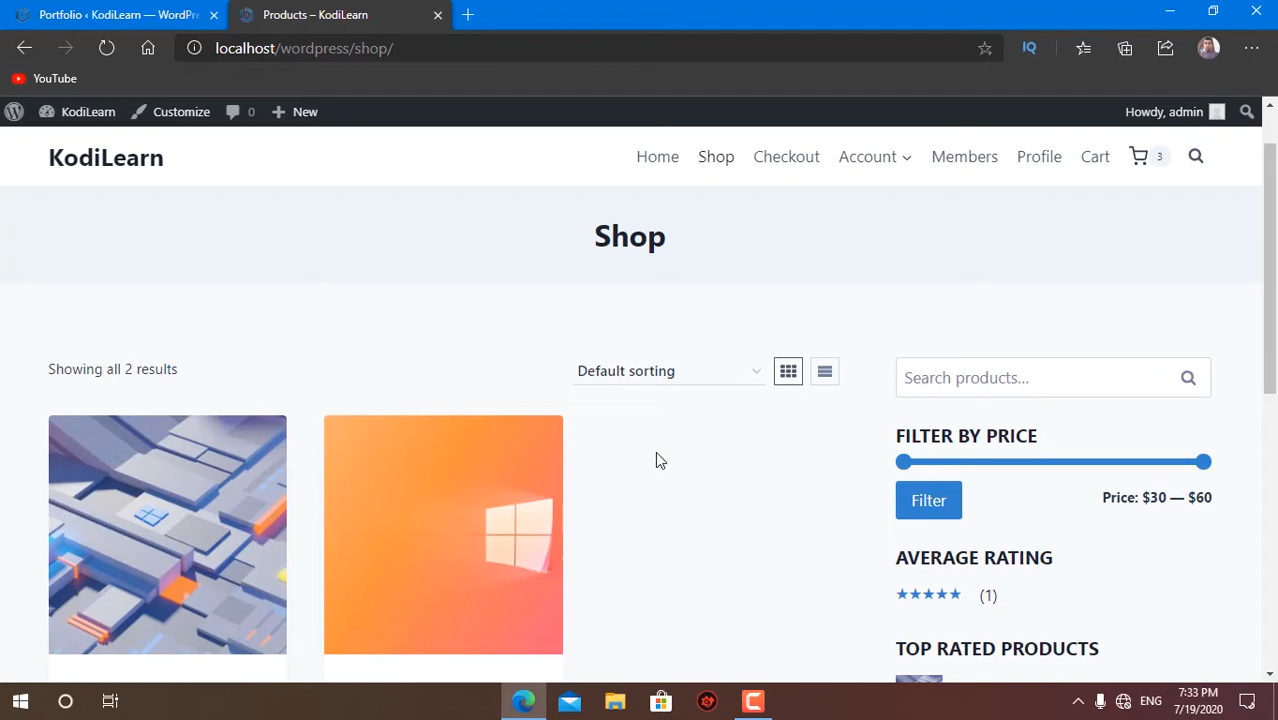 Portfolio ‹ KodiLearn — WordPr
Products – KodiLearn
localhost/wordpress/shop/
IQ
YouTube
KodiLearn
Customize
0
New
Howdy, admin
KodiLearn
Home
Shop
Checkout
Account
Members
Profile
Cart
3
Shop
Showing all 2 results
Default sorting
Search products...
FILTER BY PRICE
Filter
Price: $30 — $60
AVERAGE RATING
★★★★★ (1)
TOP RATED PRODUCTS
ENG
7:33 PM
7/19/2020